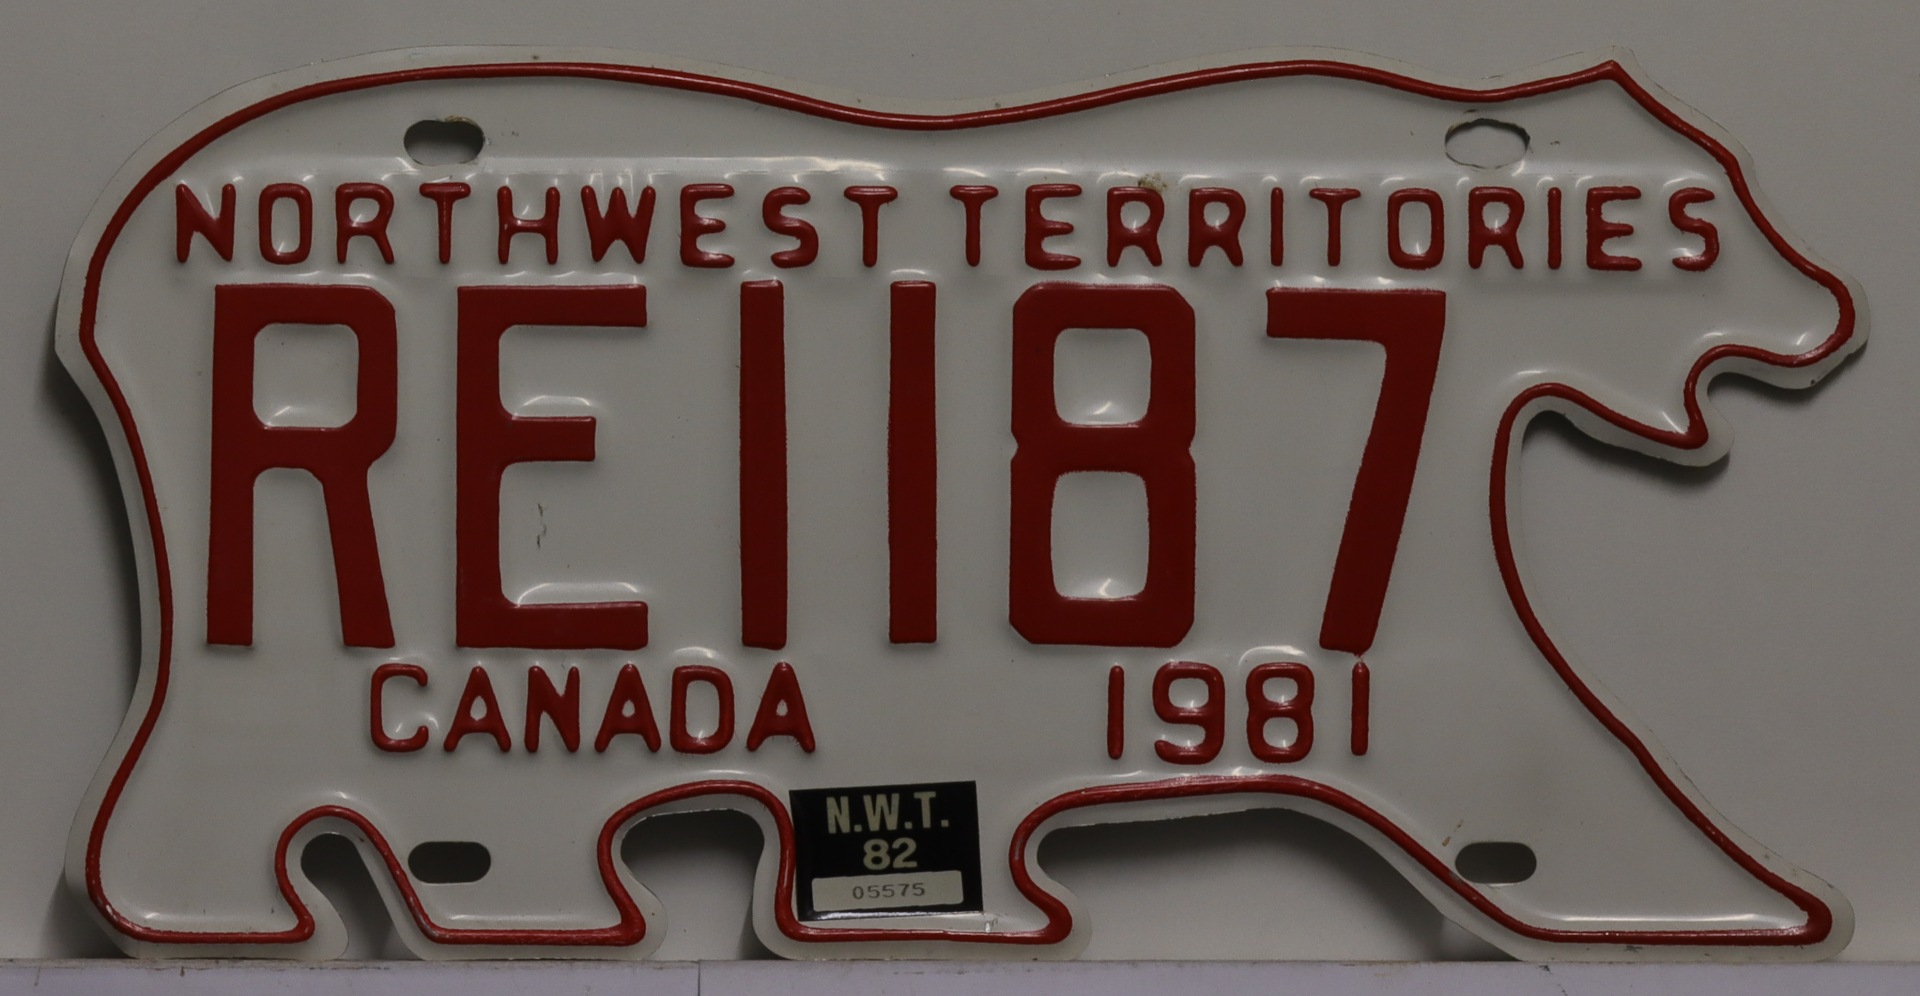 NORTHWEST TERRITORIES
RE1187
CANADA 1981
N.W.T.
82
05575